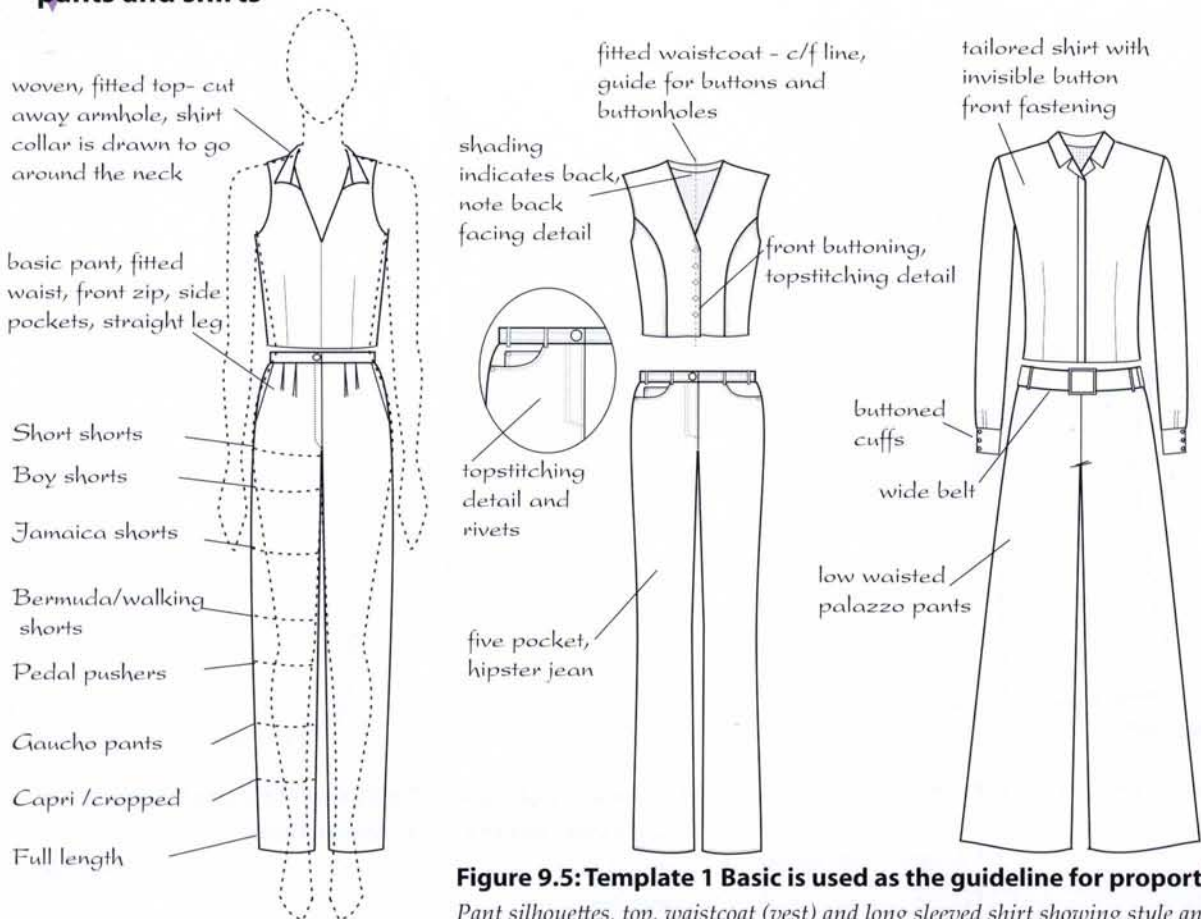 pants and shirts
woven, fitted top- cut
away armhole, shirt
collar is drawn to go
around the neck
basic pant, fitted
waist, front zip, side
pockets, straight leg
Short shorts
Boy shorts
Jamaica shorts
Bermuda/walking
shorts
Pedal pushers
Gaucho pants
Capri /cropped
Full length
fitted waistcoat - c/f line,
guide for buttons and
buttonholes
shading
indicates back,
note back
facing detail
front buttoning,
topstitching detail
topstitching
detail and
rivets
five pocket,
hipster jean
tailored shirt with
invisible button
front fastening
buttoned
cuffs
wide belt
low waisted
palazzo pants
Figure 9.5: Template 1 Basic is used as the guideline for proport
Pant silhouettes, top, waistcoat (vest) and long sleeved shirt showing style an